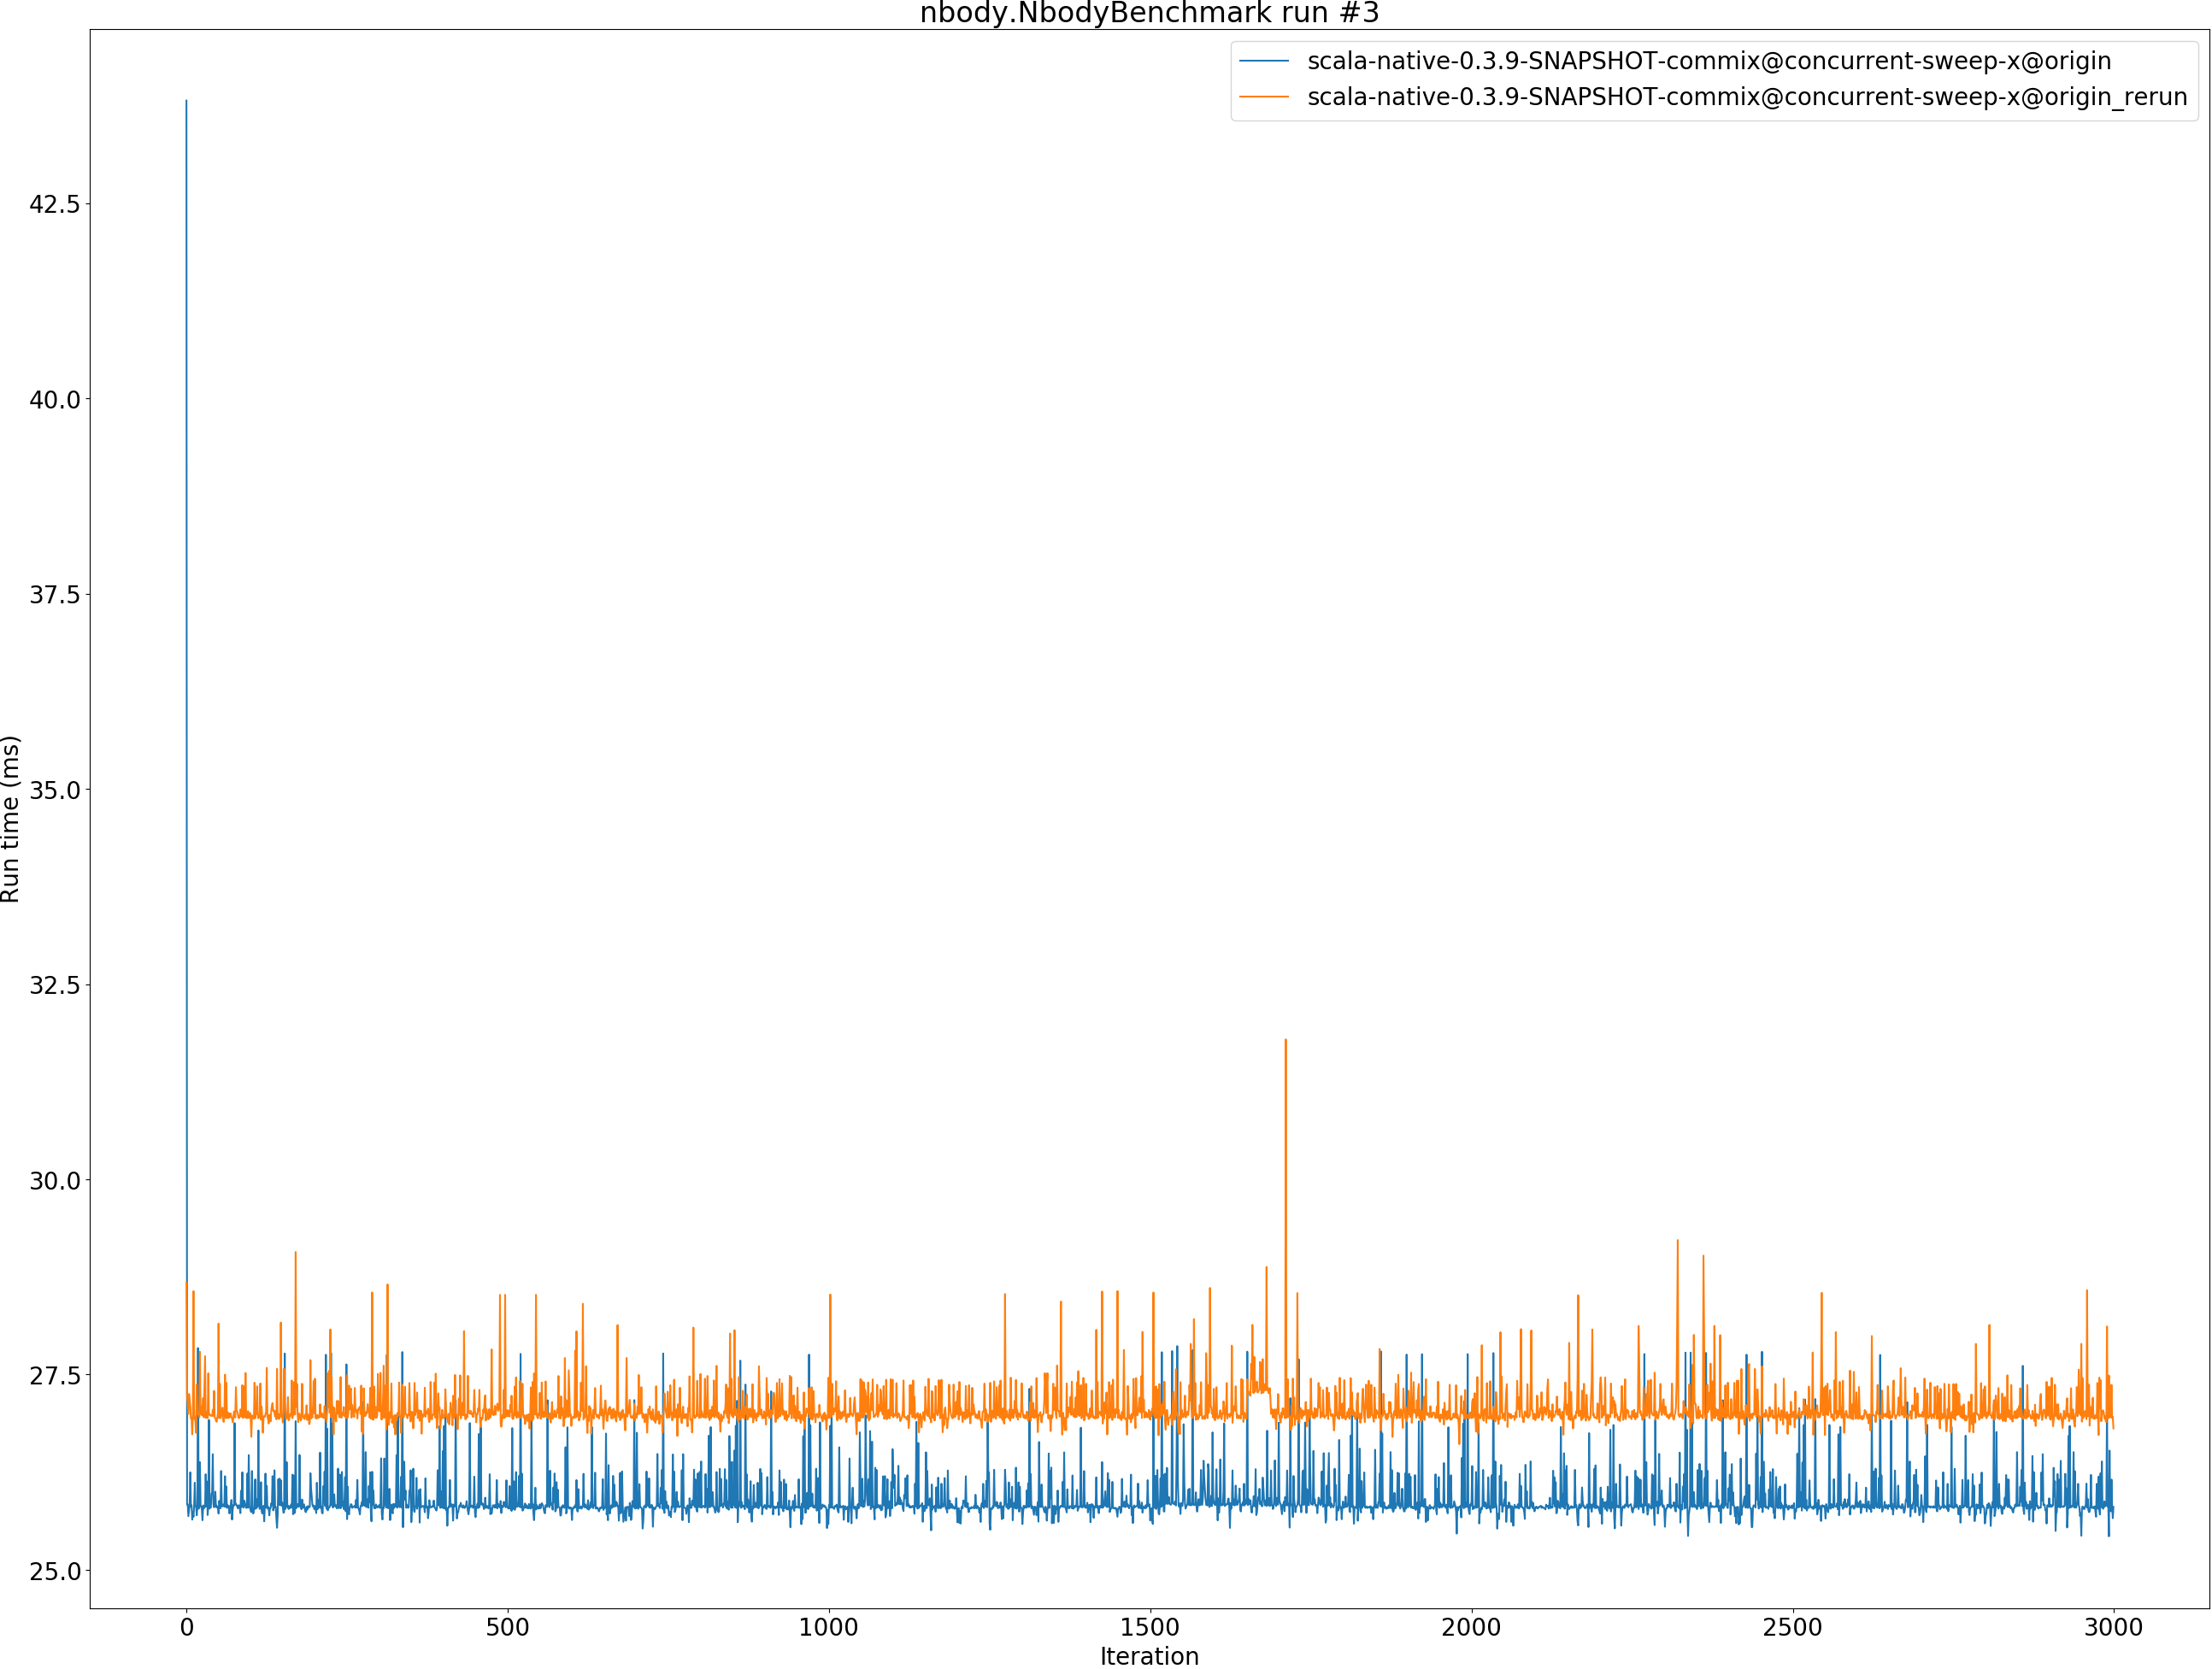 nbody.NbodyBenchmark run #3
scala-native-0.3.9-SNAPSHOT-commix@concurrent-sweep-x@origin
scala-native-0.3.9-SNAPSHOT-commix@concurrent-sweep-x@origin_rerun
Run time (ms)
42.5
40.0
37.5
35.0
32.5
30.0
27.5
25.0
0 500 1000 1500 2000 2500 3000
Iteration